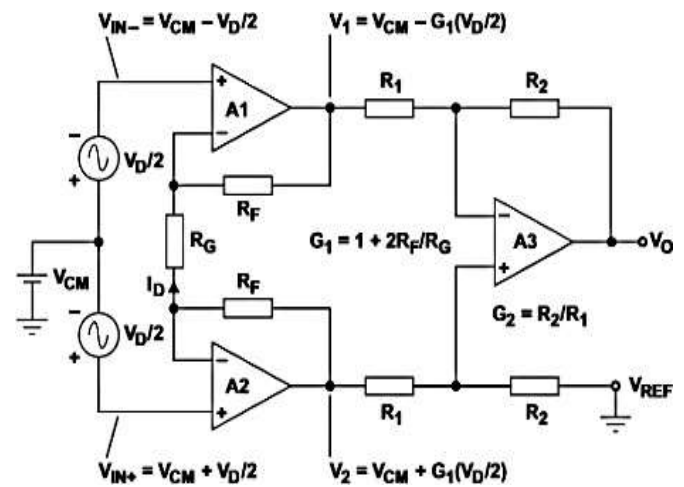 V_IN– = V_CM – V_D/2
V_1 = V_CM – G_1(V_D/2)
R_1
R_2
+
A1
–
–
V_D/2
+
R_F
R_G
G_1 = 1 + 2R_F/R_G
–
A3
+
V_O
V_CM
I_D
R_F
G_2 = R_2/R_1
–
V_D/2
+
–
A2
+
R_1
R_2
V_REF
V_IN+ = V_CM + V_D/2
V_2 = V_CM + G_1(V_D/2)